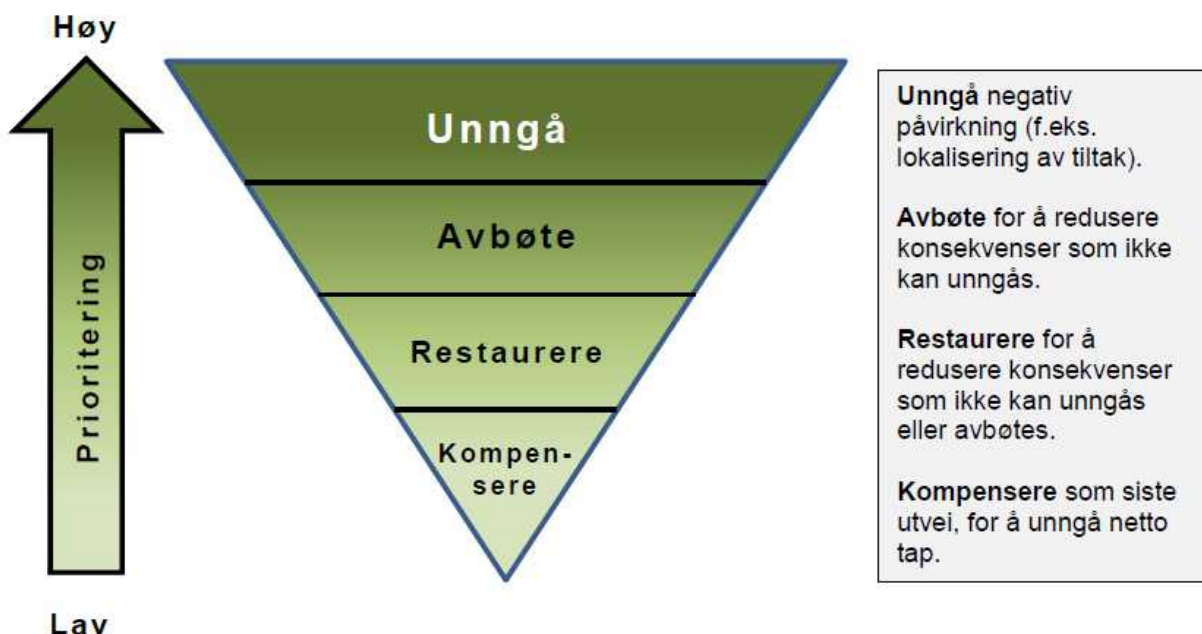 Høy
Prioritering
Lav
Unngå
Avbøte
Restaurere
Kompen-
sere
Unngå negativ
påvirkning (f.eks.
lokalisering av tiltak).
Avbøte for å redusere
konsekvenser som ikke
kan unngås.
Restaurere for å
redusere konsekvenser
som ikke kan unngås
eller avbøtes.
Kompensere som siste
utvei, for å unngå netto
tap.